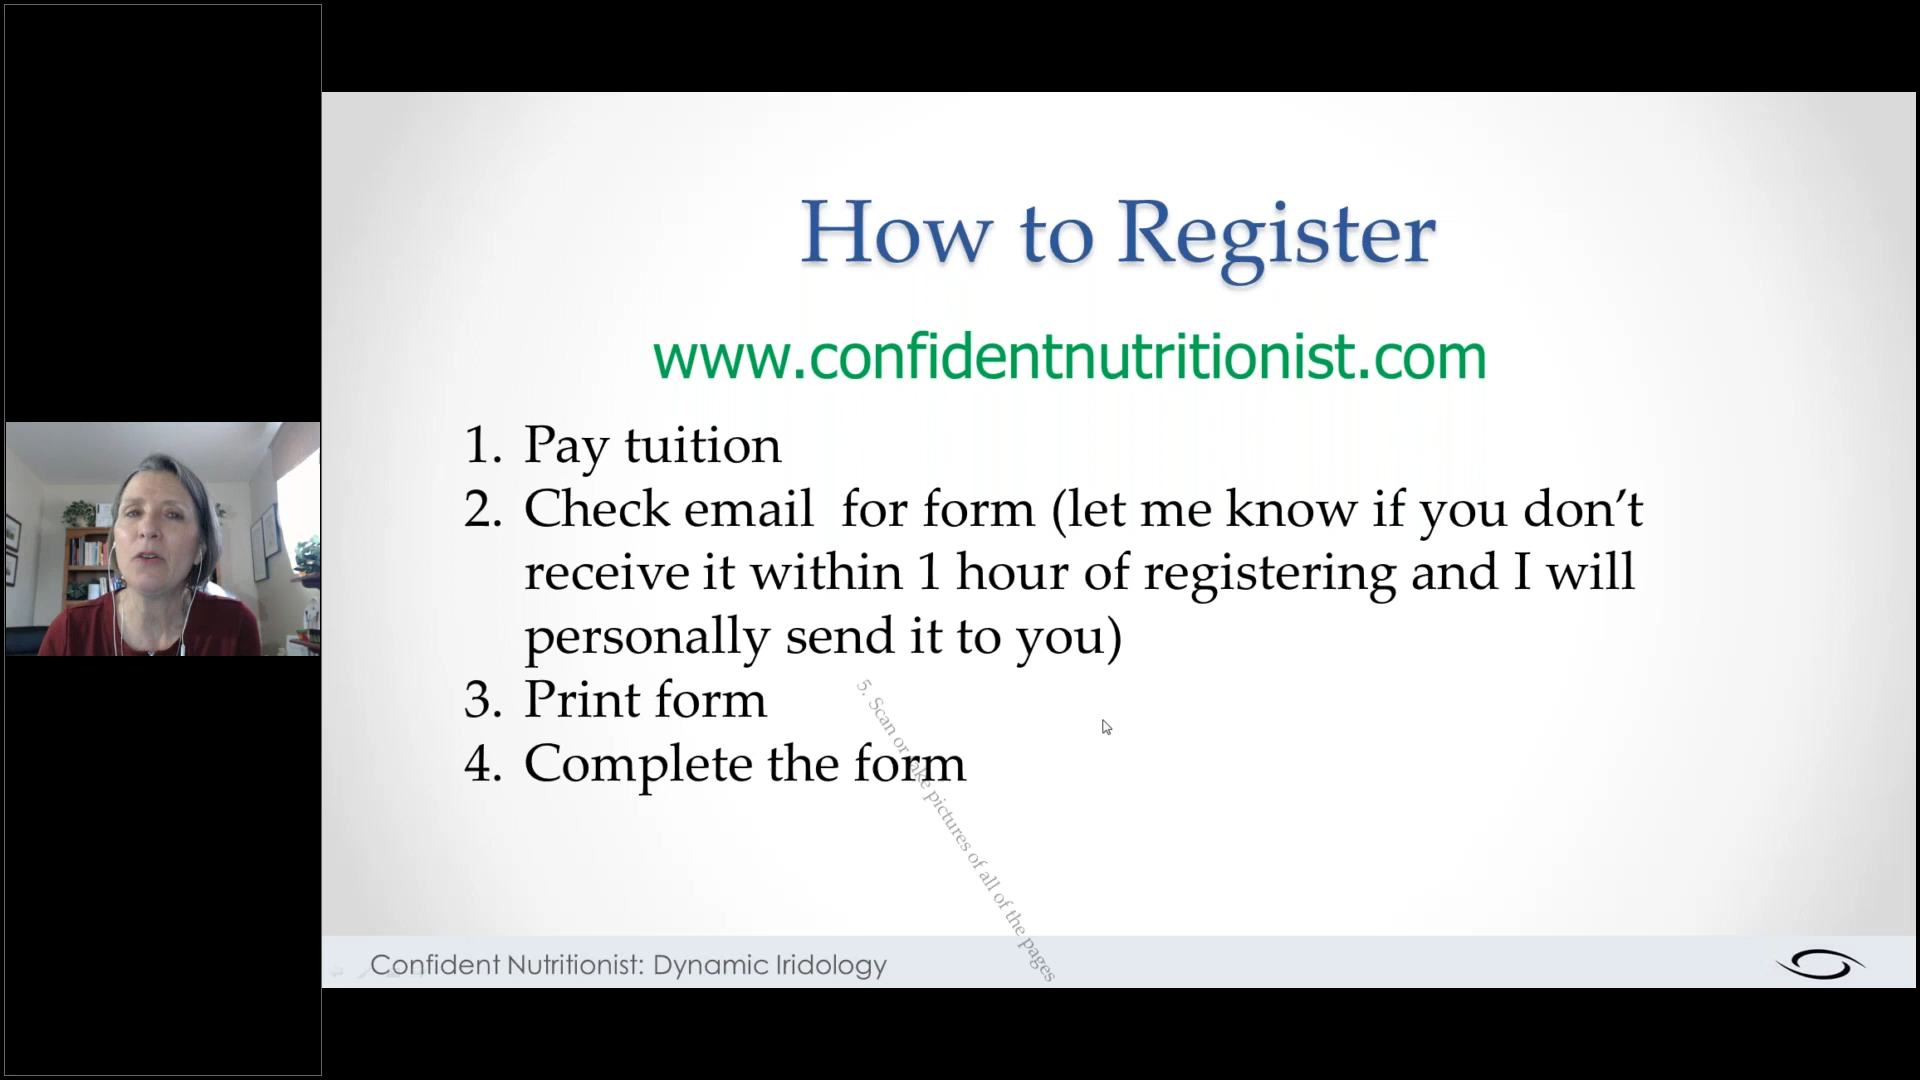 How to Register
www.confidentnutritionist.com
1. Pay tuition
2. Check email  for form (let me know if you don’t
receive it within 1 hour of registering and I will
personally send it to you)
3. Print form
4. Complete the form
5. Scan or take pictures of all of the pages
Confident Nutritionist: Dynamic Iridology